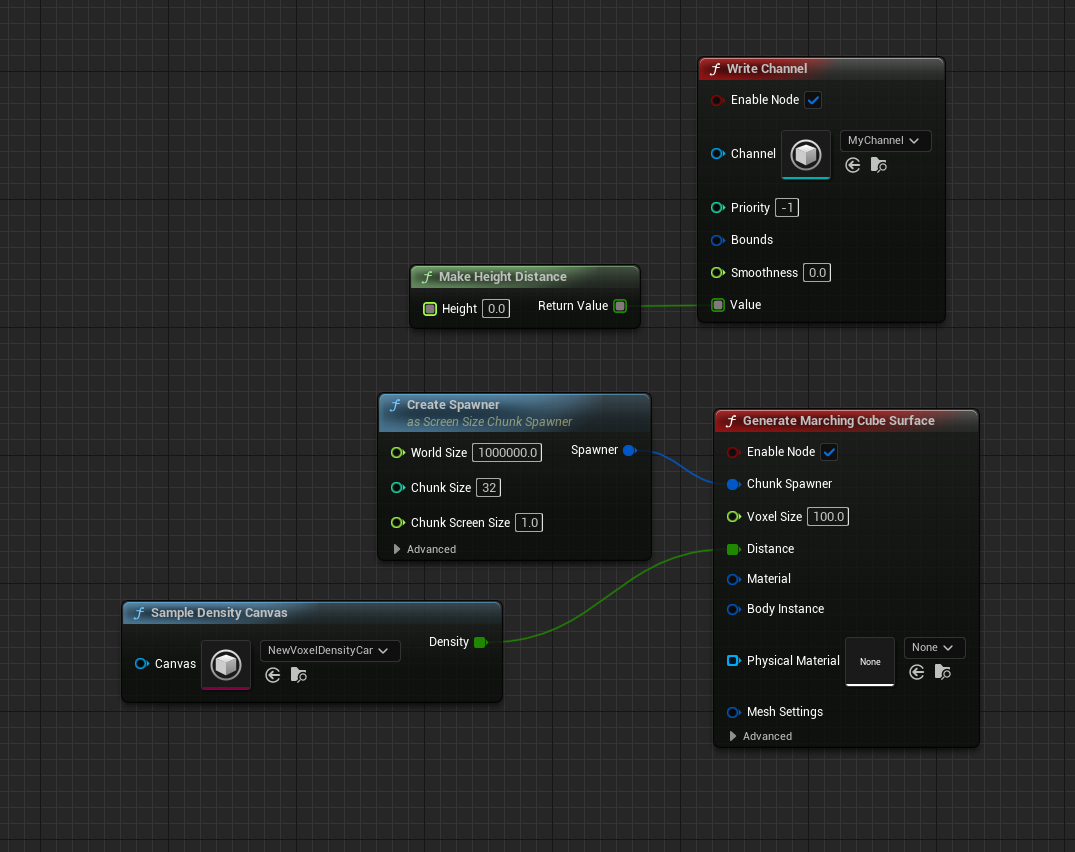 Write Channel
Enable Node
Channel
MyChannel
Priority -1
Bounds
Smoothness 0.0
Value
Make Height Distance
Height 0.0 Return Value
Create Spawner
as Screen Size Chunk Spawner
World Size 1000000.0 Spawner
Chunk Size 32
Chunk Screen Size 1.0
Advanced
Generate Marching Cube Surface
Enable Node
Chunk Spawner
Voxel Size 100.0
Distance
Material
Body Instance
Physical Material None
None
Mesh Settings
Advanced
Sample Density Canvas
Density
Canvas
NewVoxelDensityCar